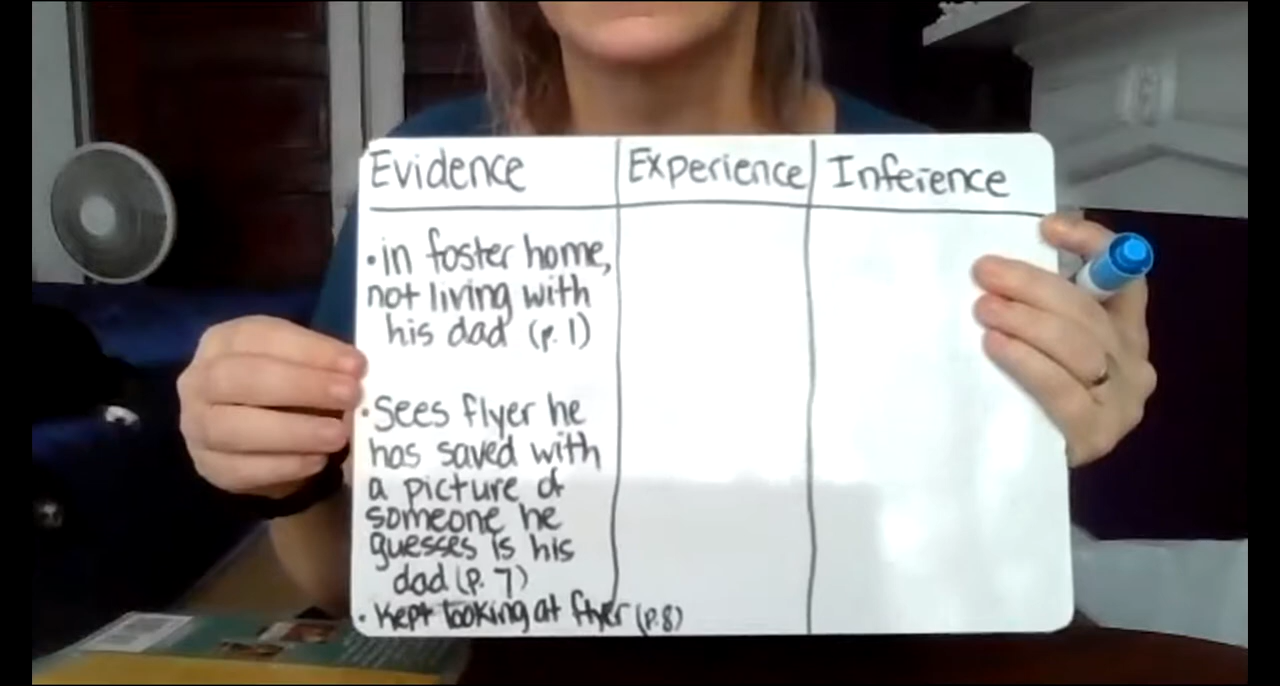 Evidence
Experience
Inference
• in foster home,
not living with
his dad (p. 1)
• Sees flyer he
has saved with
a picture of
someone he
guesses is his
dad (p. 7)
• Kept looking at flyer (p.8)